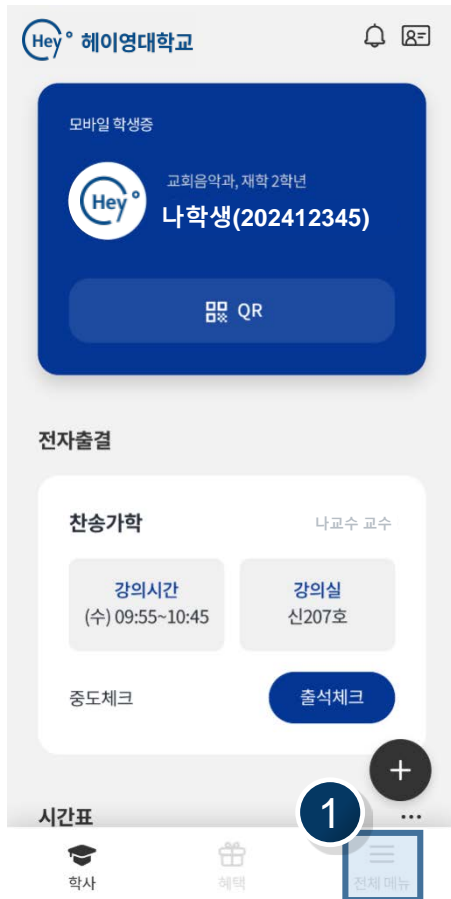 Hey° 헤이영대학교
모바일 학생증
교회음악과, 재학 2학년
Hey°
나학생(202412345)
QR
전자출결
찬송가학 나교수 교수
강의시간 강의실
(수) 09:55~10:45 신207호
중도체크 출석체크
+
시간표 1 ...
학사 혜택 전체 메뉴